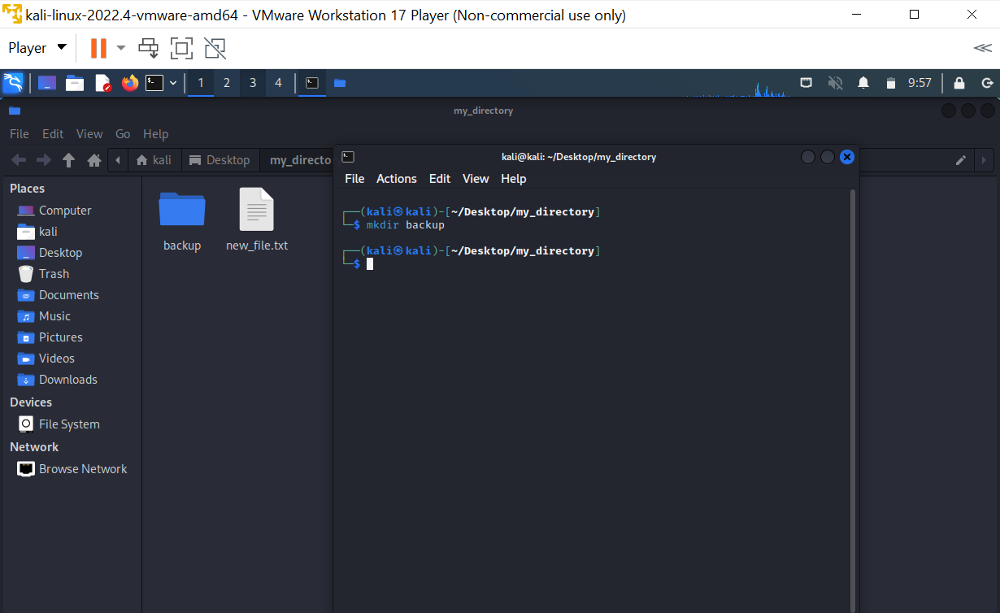 kali-linux-2022.4-vmware-amd64 - VMware Workstation 17 Player (Non-commercial use only)
Player
1 2 3 4 9:57
my_directory
File Edit View Go Help
kali Desktop my_directo
Places
Computer
kali
Desktop
Trash
Documents
Music
Pictures
Videos
Downloads
Devices
File System
Network
Browse Network
backup new_file.txt
kali@kali: ~/Desktop/my_directory
File Actions Edit View Help
┌──(kali㉿kali)-[~/Desktop/my_directory]
└─$ mkdir backup
┌──(kali㉿kali)-[~/Desktop/my_directory]
└─$